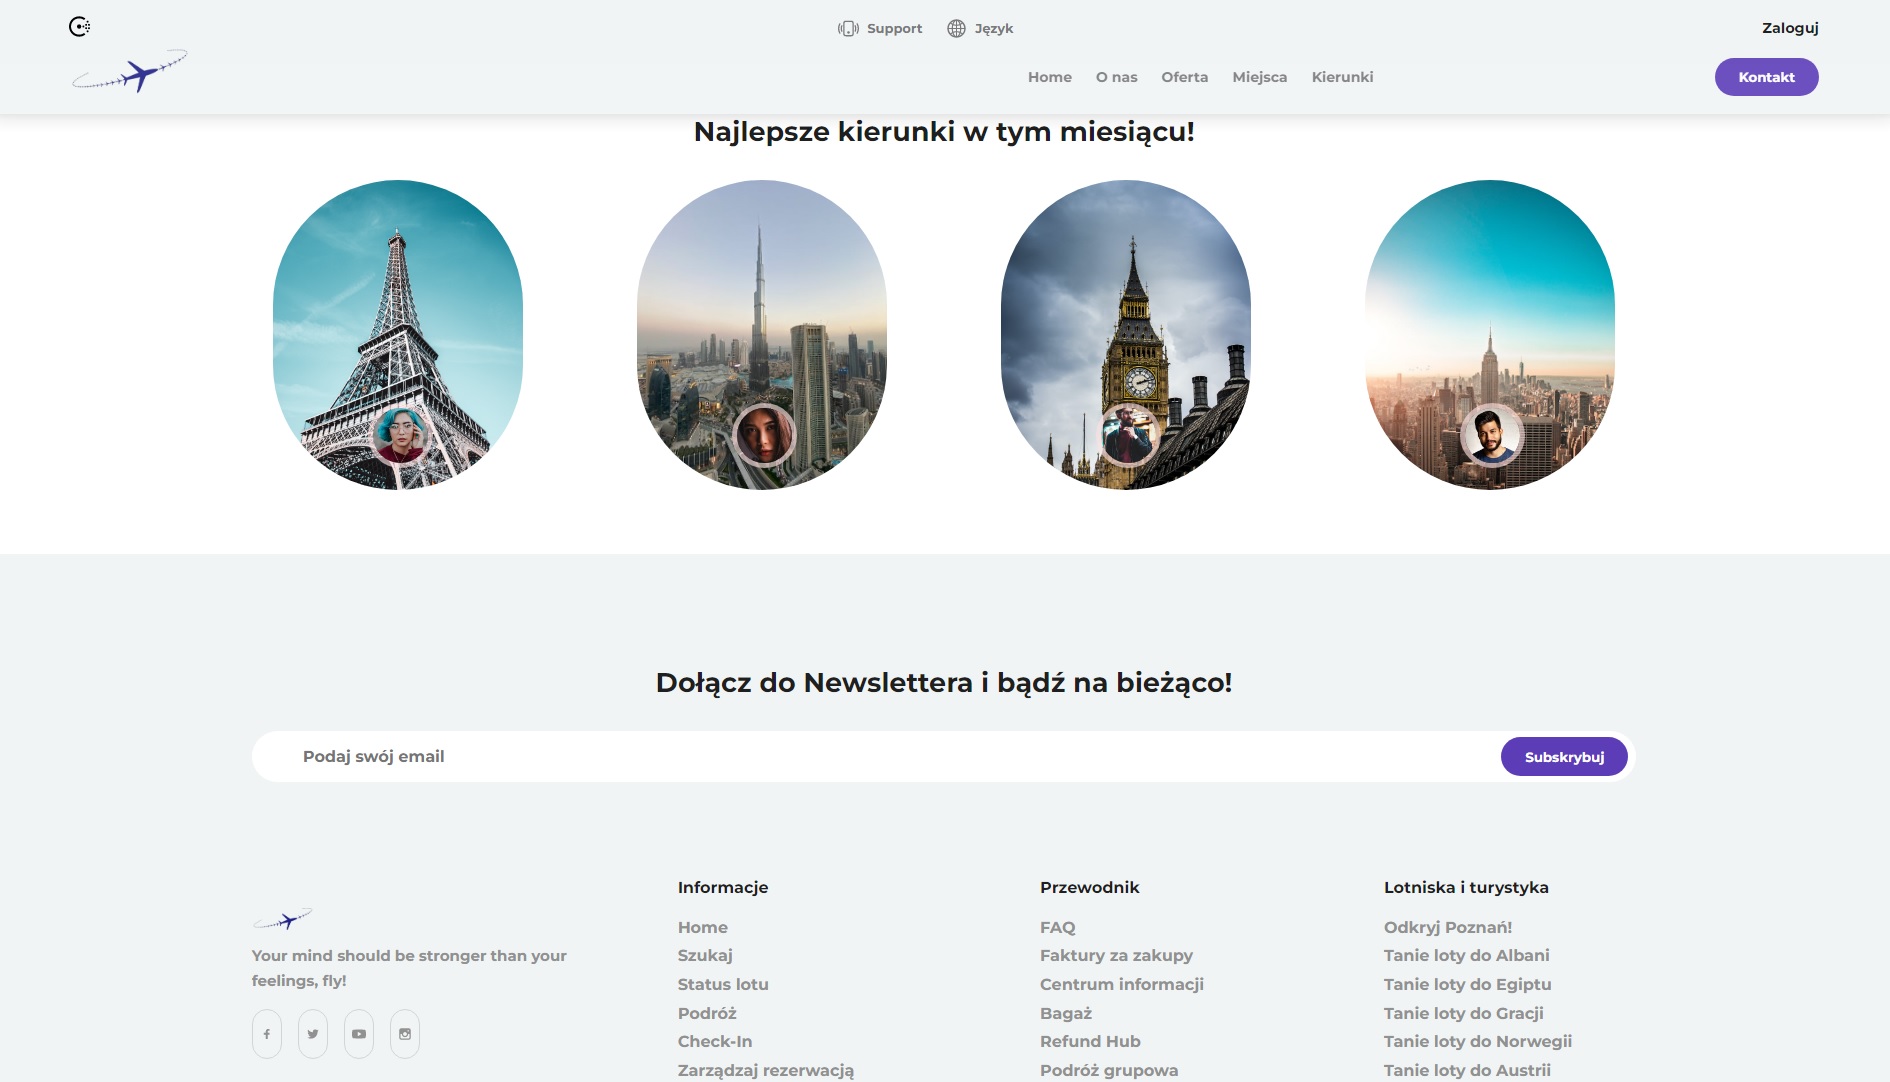 Support
Język
Zaloguj
Home
O nas
Oferta
Miejsca
Kierunki
Kontakt
Najlepsze kierunki w tym miesiącu!
Dołącz do Newslettera i bądź na bieżąco!
Podaj swój email
Subskrybuj
Your mind should be stronger than your
feelings, fly!
Informacje
Home
Szukaj
Status lotu
Podróż
Check-In
Zarządzaj rezerwacją
Przewodnik
FAQ
Faktury za zakupy
Centrum informacji
Bagaż
Refund Hub
Podróż grupowa
Lotniska i turystyka
Odkryj Poznań!
Tanie loty do Albani
Tanie loty do Egiptu
Tanie loty do Gracji
Tanie loty do Norwegii
Tanie loty do Austrii